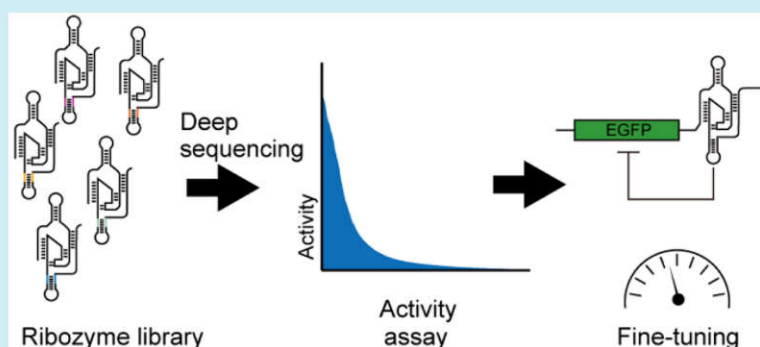 Deep
sequencing
EGFP
Activity
Ribozyme library
Activity
assay
Fine-tuning